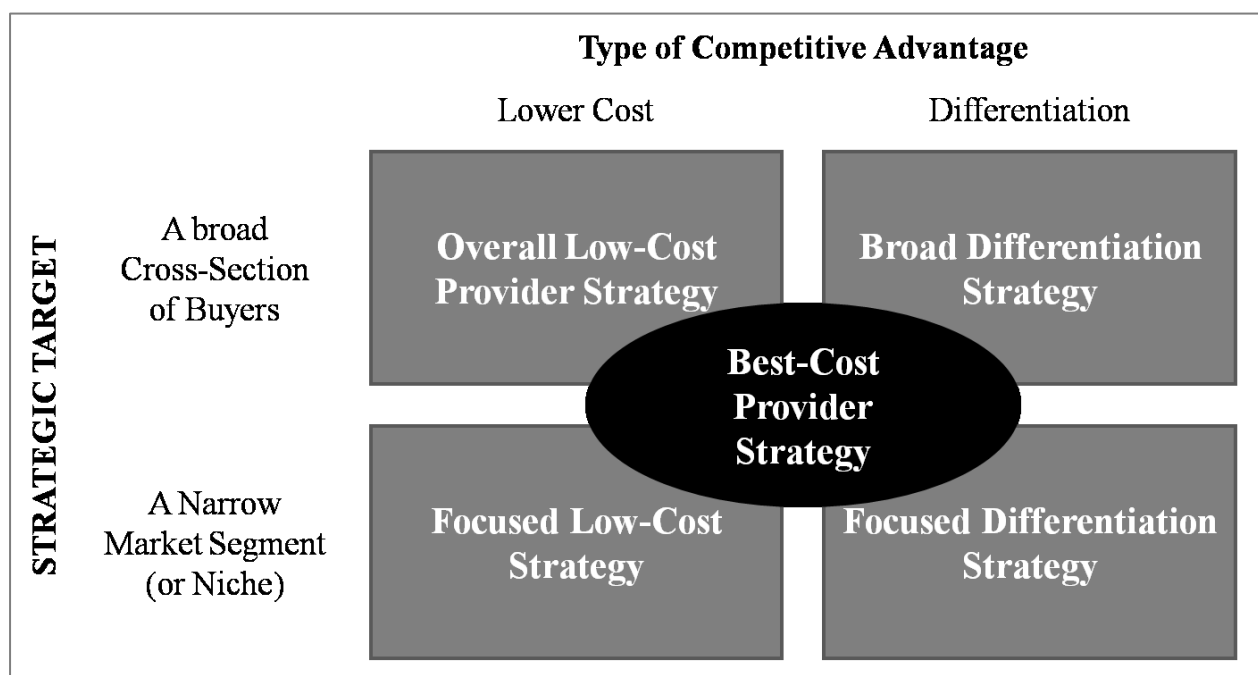 Type of Competitive Advantage
Lower Cost
Differentiation
STRATEGIC TARGET
A broad
Cross-Section
of Buyers
Overall Low-Cost
Provider Strategy
Broad Differentiation
Strategy
Best-Cost
Provider
Strategy
A Narrow
Market Segment
(or Niche)
Focused Low-Cost
Strategy
Focused Differentiation
Strategy